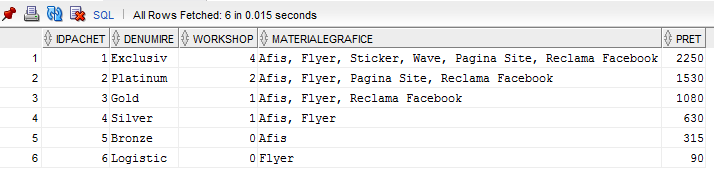 SQL | All Rows Fetched: 6 in 0.015 seconds
IDPACHET DENUMIRE WORKSHOP MATERIALEGRAFICE PRET
1 1 Exclusiv 4 Afis, Flyer, Sticker, Wave, Pagina Site, Reclama Facebook 2250
2 2 Platinum 2 Afis, Flyer, Pagina Site, Reclama Facebook 1530
3 3 Gold 1 Afis, Flyer, Reclama Facebook 1080
4 4 Silver 1 Afis, Flyer 630
5 5 Bronze 0 Afis 315
6 6 Logistic 0 Flyer 90